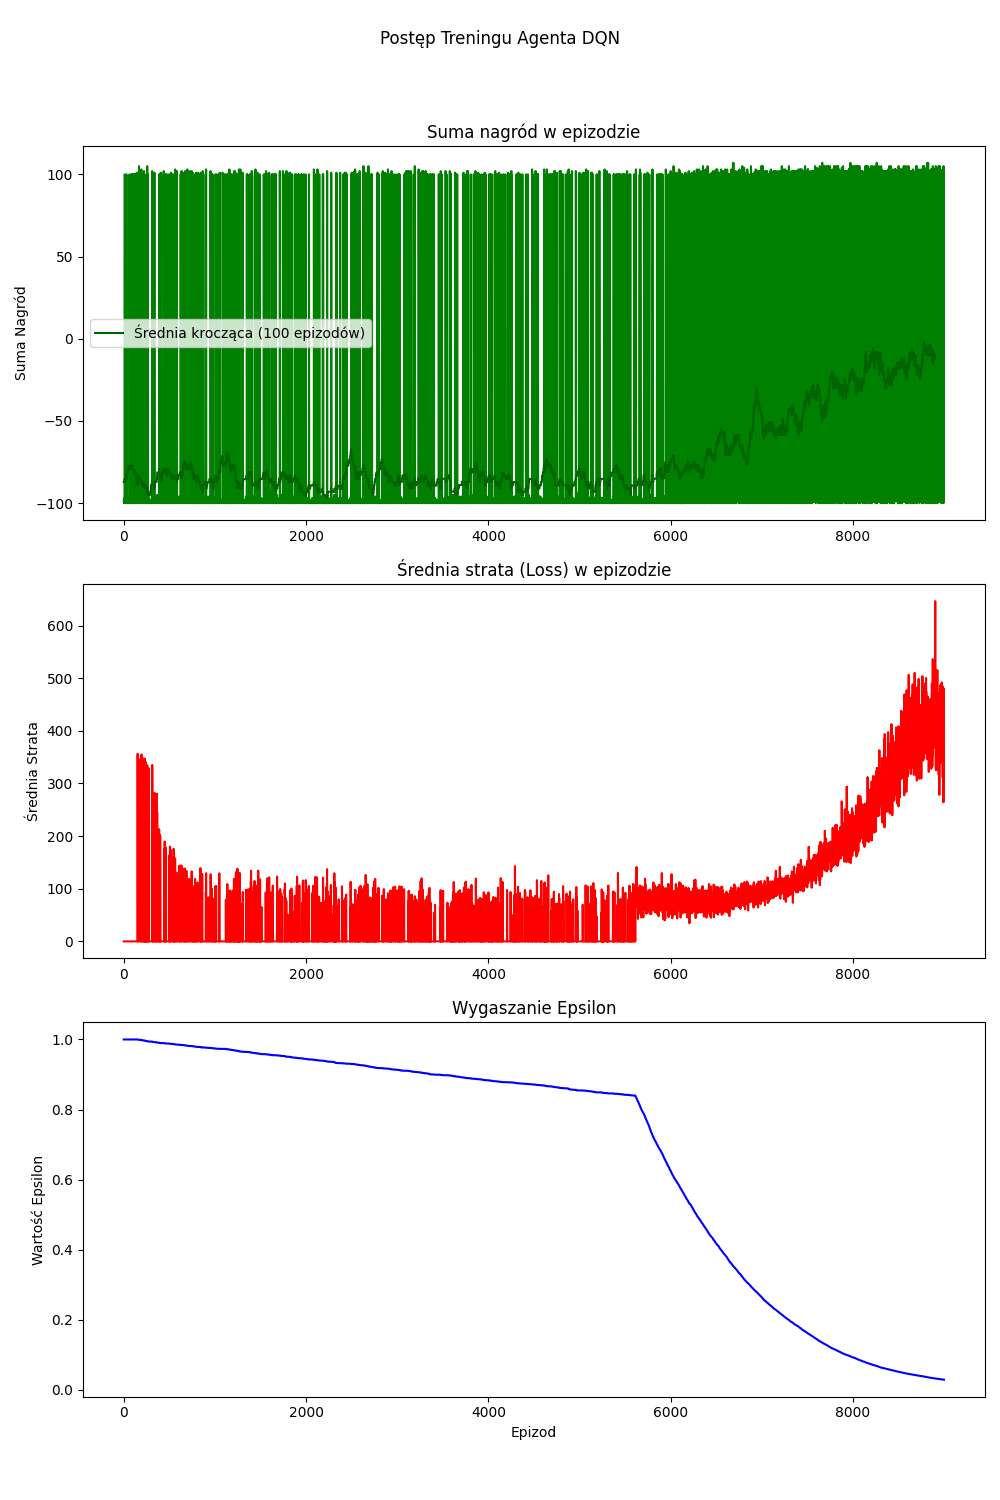 Postęp Treningu Agenta DQN
Suma nagród w epizodzie
Suma Nagród
100
50
0
−50
−100
Średnia krocząca (100 epizodów)
0 2000 4000 6000 8000
Średnia strata (Loss) w epizodzie
Średnia Strata
600
500
400
300
200
100
0
0 2000 4000 6000 8000
Wygaszanie Epsilon
Wartość Epsilon
1.0
0.8
0.6
0.4
0.2
0.0
0 2000 4000 6000 8000
Epizod